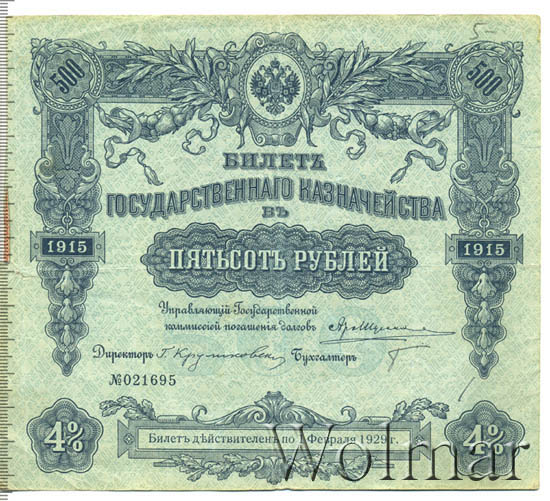 5
500 500
БИЛЕТЪ
ГОСУДАРСТВЕННАГО КАЗНАЧЕЙСТВА
ВЪ
1915 ПЯТЬСОТЪ РУБЛЕЙ 1915
Управляющій Государственной
коммиссіей погашенія долговъ
Директоръ Бухгалтеръ
№021695
4% Билетъ дѣйствителенъ по 1 Февраля 1929 г. 4%
Wolmar